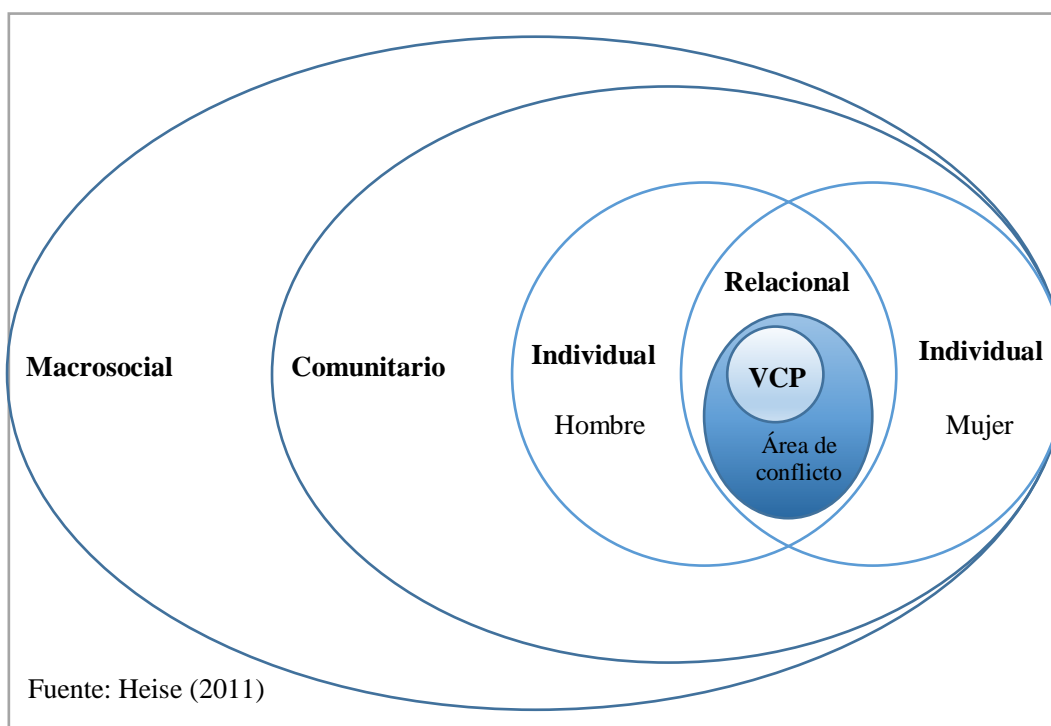 Relacional
Macrosocial
Comunitario
Individual
Hombre
VCP
Área de
conflicto
Individual
Mujer
Fuente: Heise (2011)